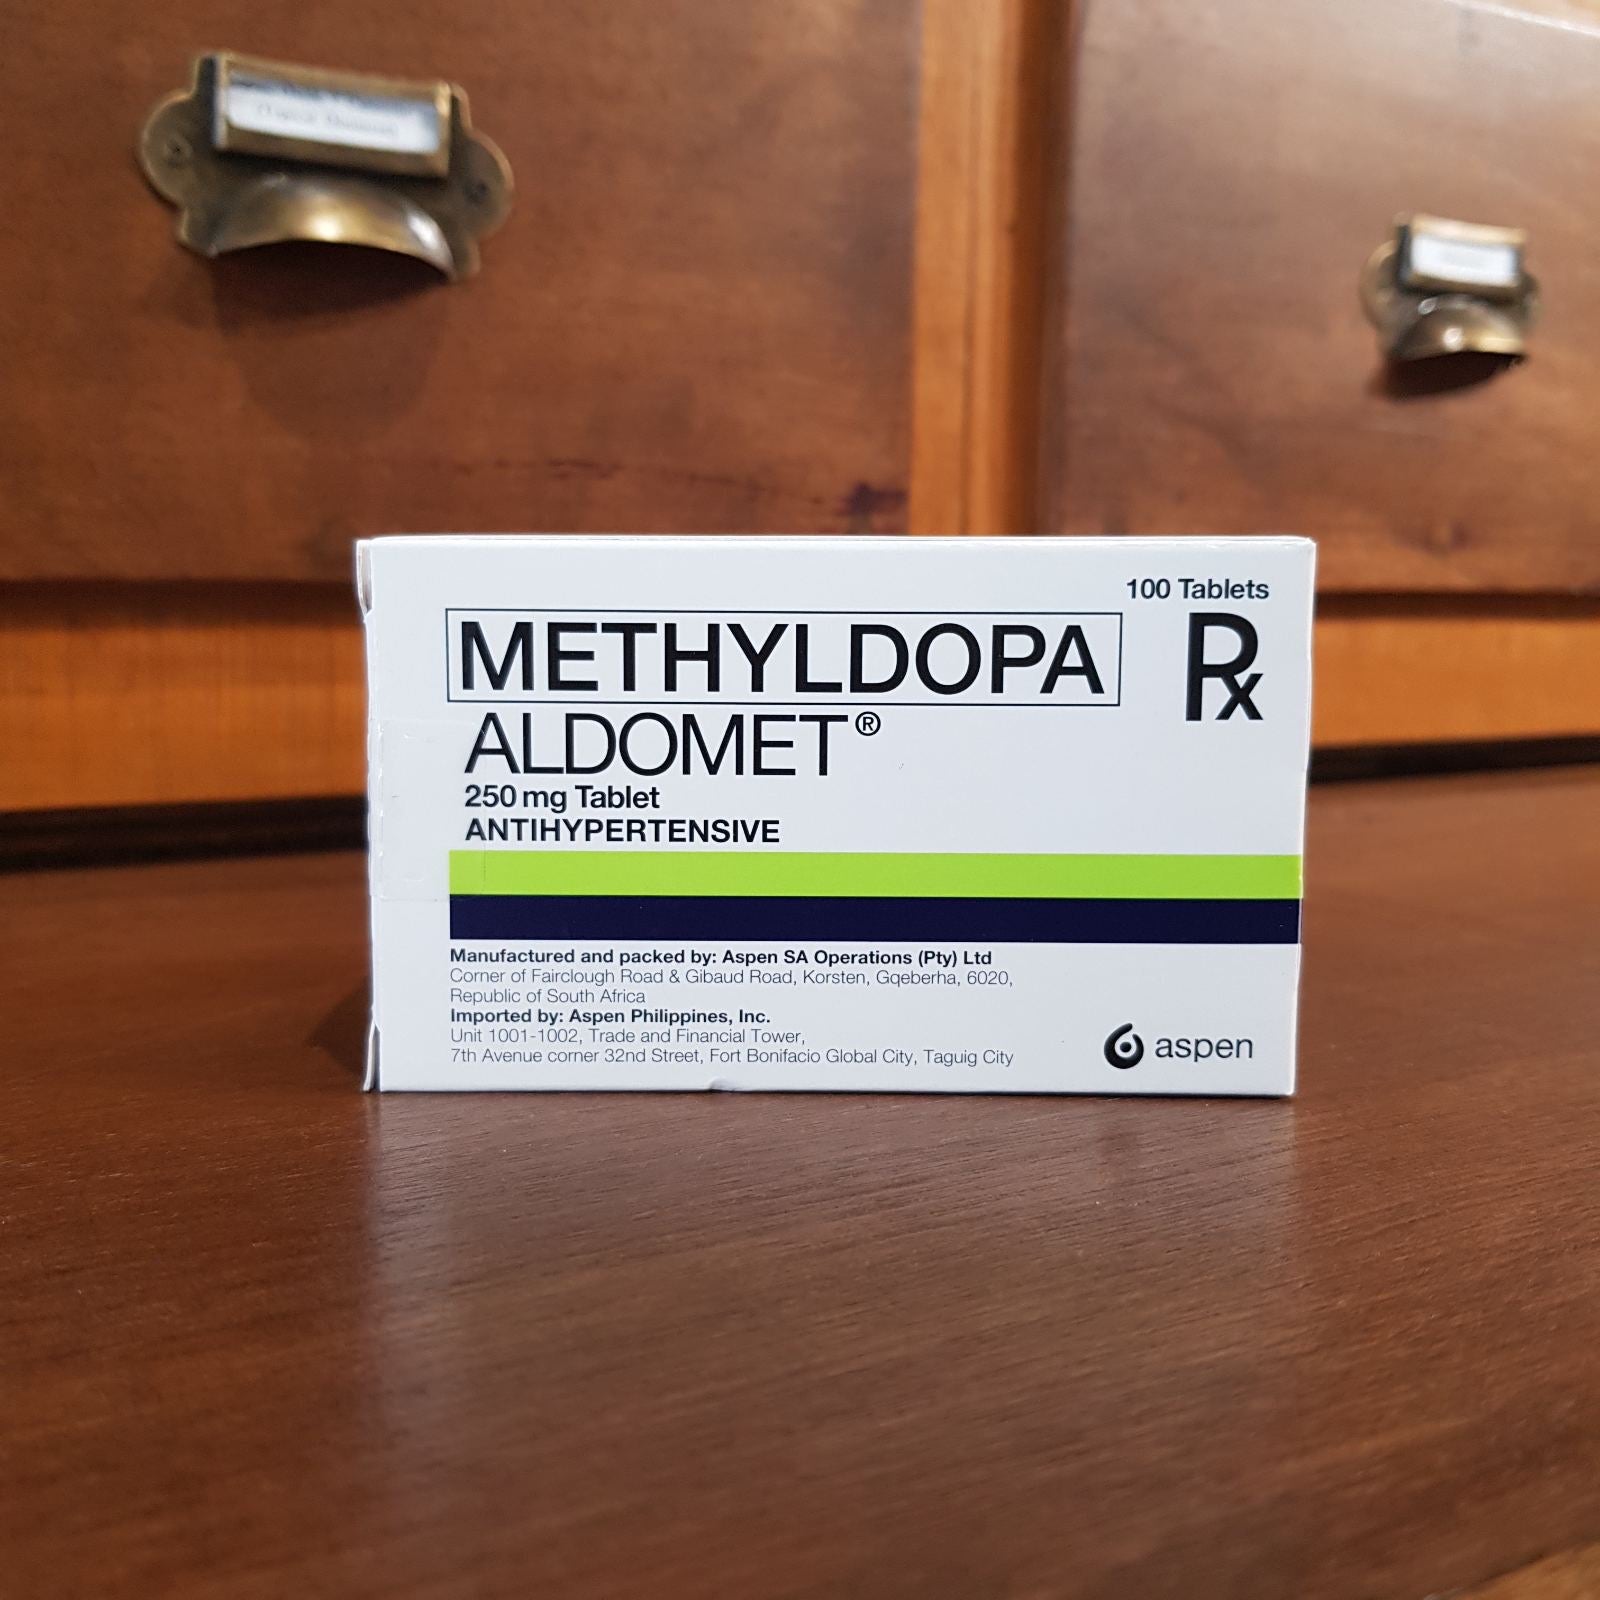 100 Tablets
METHYLDOPA
Rx
ALDOMET®
250 mg Tablet
ANTIHYPERTENSIVE
Manufactured and packed by: Aspen SA Operations (Pty) Ltd
Corner of Fairclough Road & Gibaud Road, Korsten, Gqeberha, 6020,
Republic of South Africa
Imported by: Aspen Philippines, Inc.
Unit 1001-1002, Trade and Financial Tower,
7th Avenue corner 32nd Street, Fort Bonifacio Global City, Taguig City
aspen